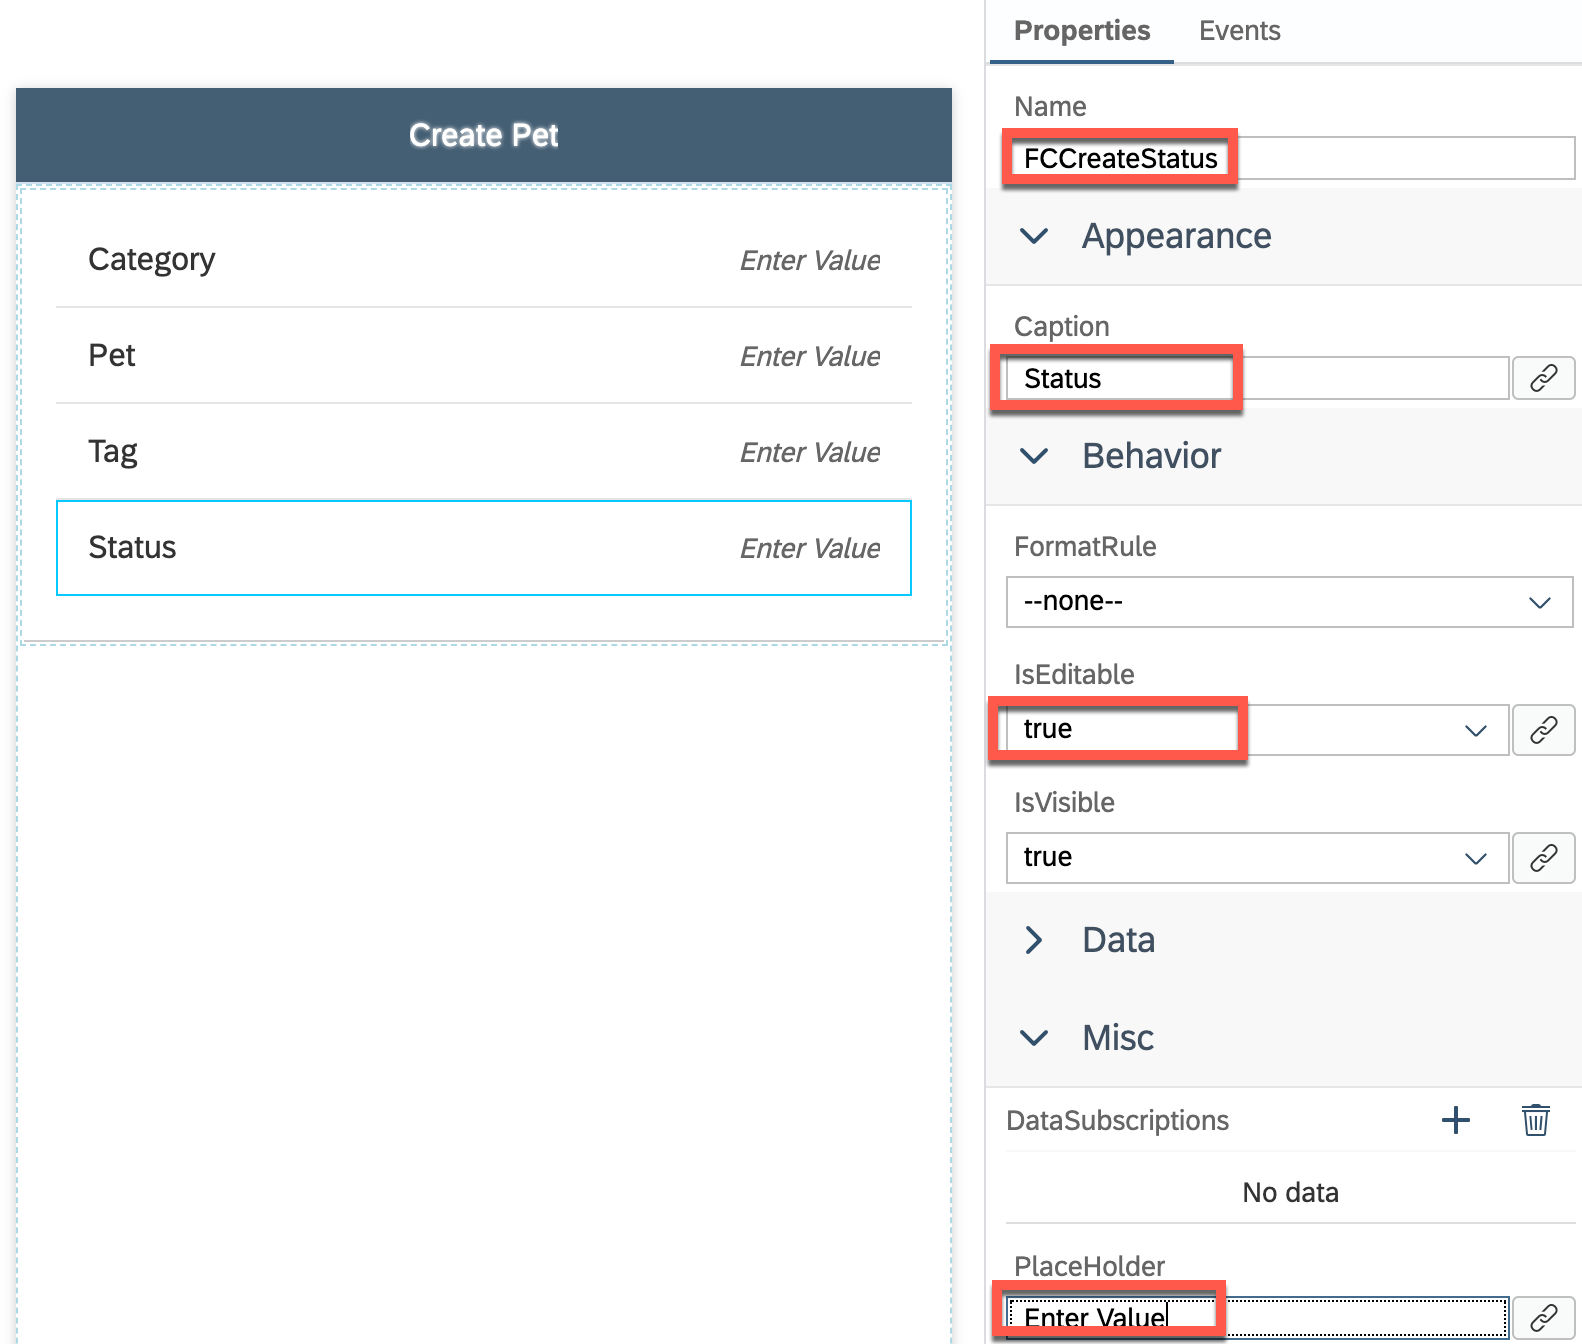 Create Pet
Category Enter Value
Pet Enter Value
Tag Enter Value
Status Enter Value
Properties Events
Name
FCCreateStatus
Appearance
Caption
Status
Behavior
FormatRule
--none--
IsEditable
true
IsVisible
true
Data
Misc
DataSubscriptions
No data
PlaceHolder
Enter Value